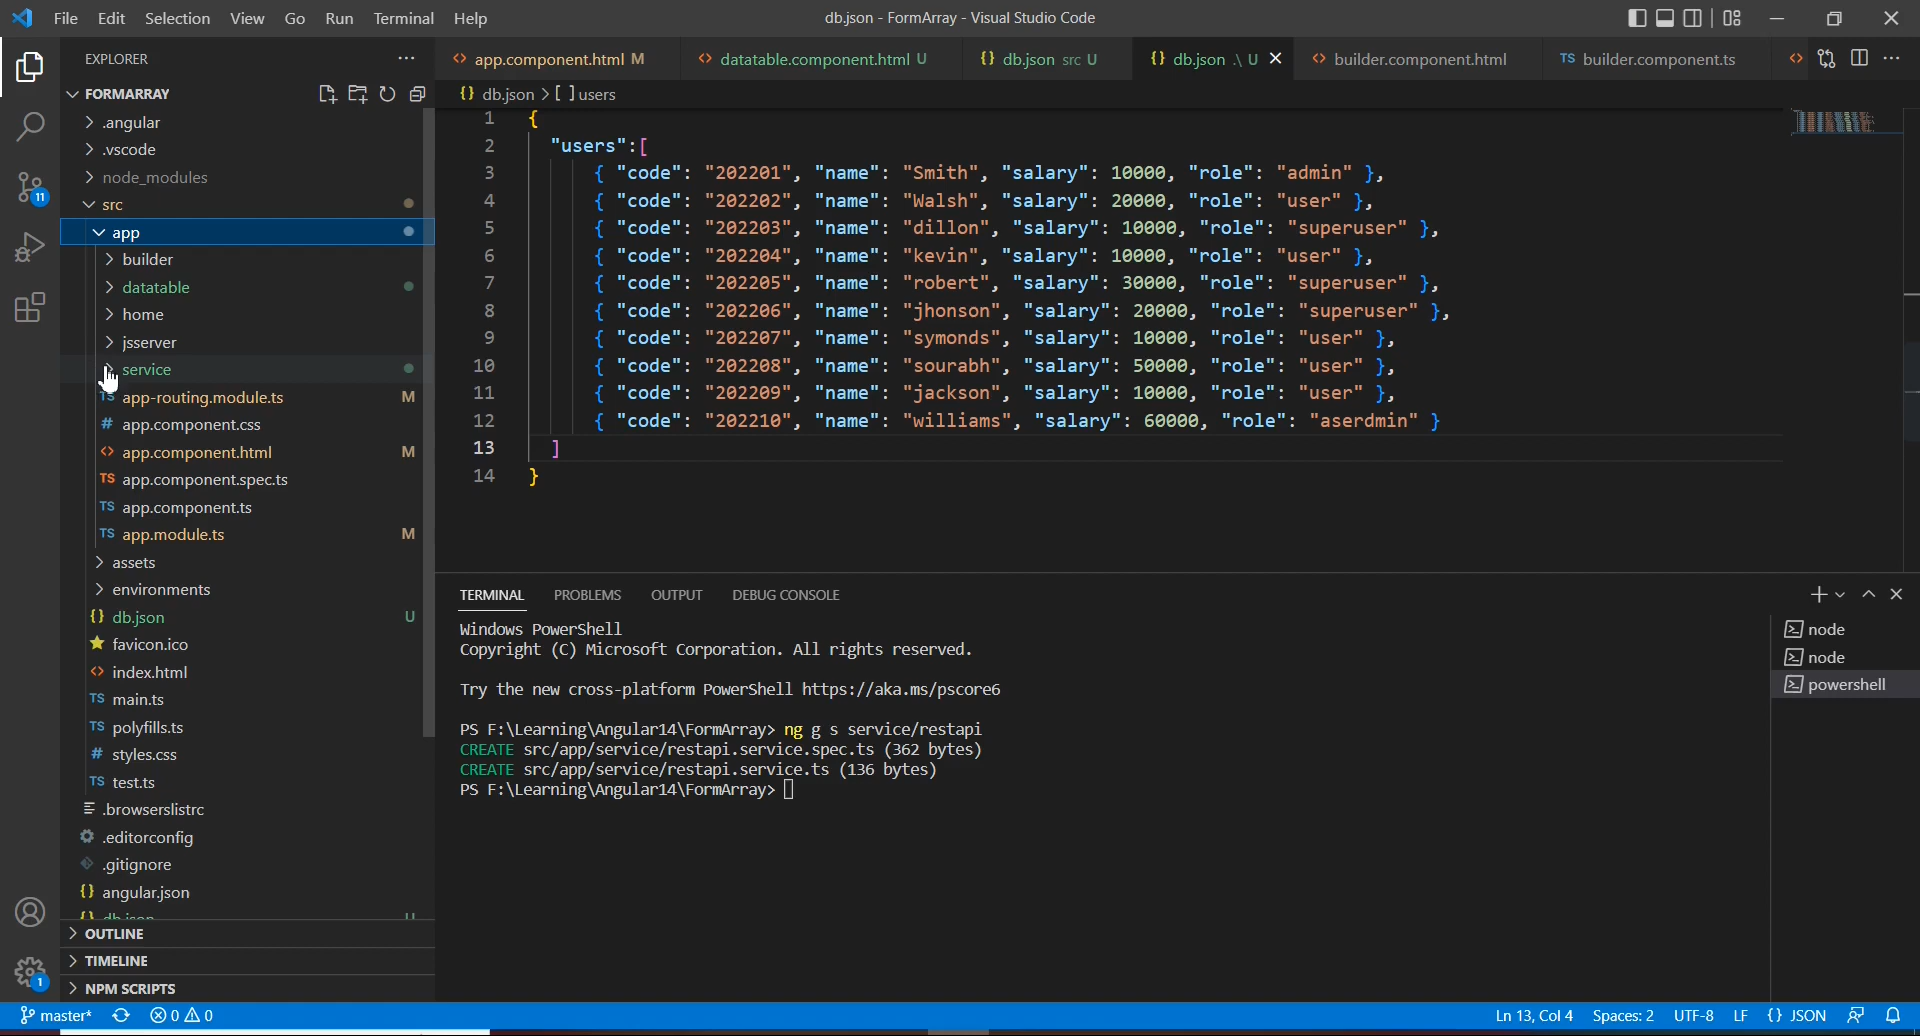 File Edit Selection View Go Run Terminal Help
db.json - FormArray - Visual Studio Code
EXPLORER
app.component.html M
datatable.component.html U
{} db.json src U
{} db.json .\ U
builder.component.html
TS builder.component.ts
FORMARRAY
{} db.json > [ ] users
.angular
.vscode
node_modules
src
app
builder
datatable
home
jsserver
service
TS app-routing.module.ts M
# app.component.css
<> app.component.html M
TS app.component.spec.ts
TS app.component.ts
TS app.module.ts M
assets
environments
{} db.json U
favicon.ico
<> index.html
TS main.ts
TS polyfills.ts
# styles.css
TS test.ts
.browserslistrc
.editorconfig
.gitignore
{} angular.json
{} db.json U
OUTLINE
TIMELINE
NPM SCRIPTS
11
1
1 {
2 "users":[
3 { "code": "202201", "name": "Smith", "salary": 10000, "role": "admin" },
4 { "code": "202202", "name": "Walsh", "salary": 20000, "role": "user" },
5 { "code": "202203", "name": "dillon", "salary": 10000, "role": "superuser" },
6 { "code": "202204", "name": "kevin", "salary": 10000, "role": "user" },
7 { "code": "202205", "name": "robert", "salary": 30000, "role": "superuser" },
8 { "code": "202206", "name": "jhonson", "salary": 20000, "role": "superuser" },
9 { "code": "202207", "name": "symonds", "salary": 10000, "role": "user" },
10 { "code": "202208", "name": "sourabh", "salary": 50000, "role": "user" },
11 { "code": "202209", "name": "jackson", "salary": 10000, "role": "user" },
12 { "code": "202210", "name": "williams", "salary": 60000, "role": "aserdmin" }
13 ]
14 }
TERMINAL PROBLEMS OUTPUT DEBUG CONSOLE
Windows PowerShell
Copyright (C) Microsoft Corporation. All rights reserved.
Try the new cross-platform PowerShell https://aka.ms/pscore6
PS F:\Learning\Angular14\FormArray> ng g s service/restapi
CREATE src/app/service/restapi.service.spec.ts (362 bytes)
CREATE src/app/service/restapi.service.ts (136 bytes)
PS F:\Learning\Angular14\FormArray>
node
node
powershell
master* 0 0
Ln 13, Col 4 Spaces: 2 UTF-8 LF {} JSON